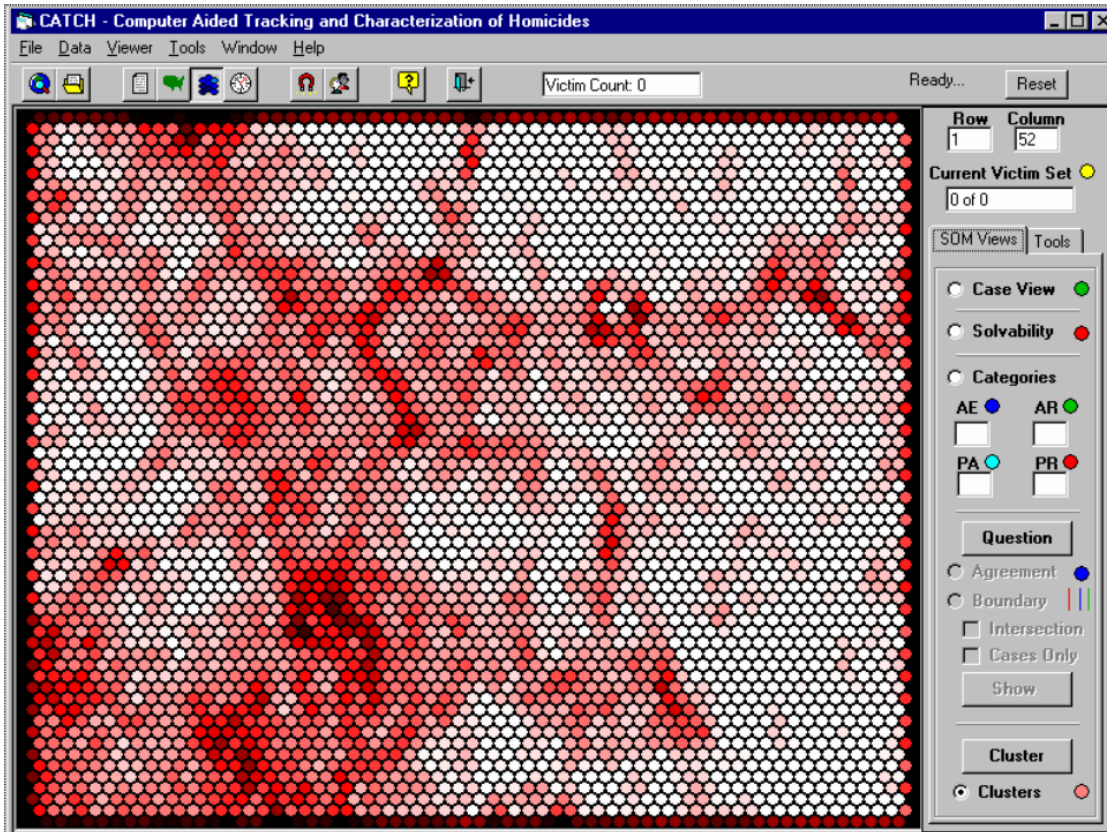 CATCH - Computer Aided Tracking and Characterization of Homicides
File Data Viewer Tools Window Help
Victim Count: 0
Ready...
Reset
Row Column
1 52
Current Victim Set
0 of 0
SOM Views Tools
Case View
Solvability
Categories
AE AR
PA PR
Question
Agreement
Boundary
Intersection
Cases Only
Show
Cluster
Clusters